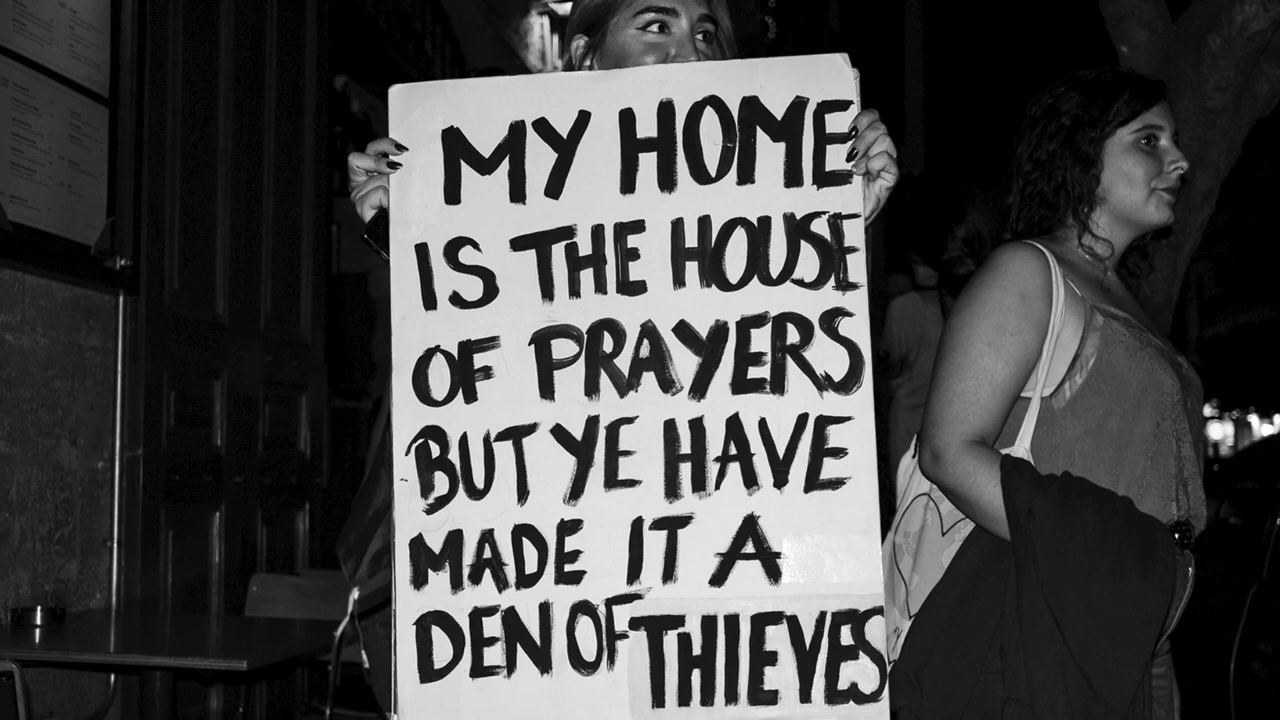 MY HOME
IS THE HOUSE
OF PRAYERS
BUT YE HAVE
MADE IT A
DEN OF THIEVES